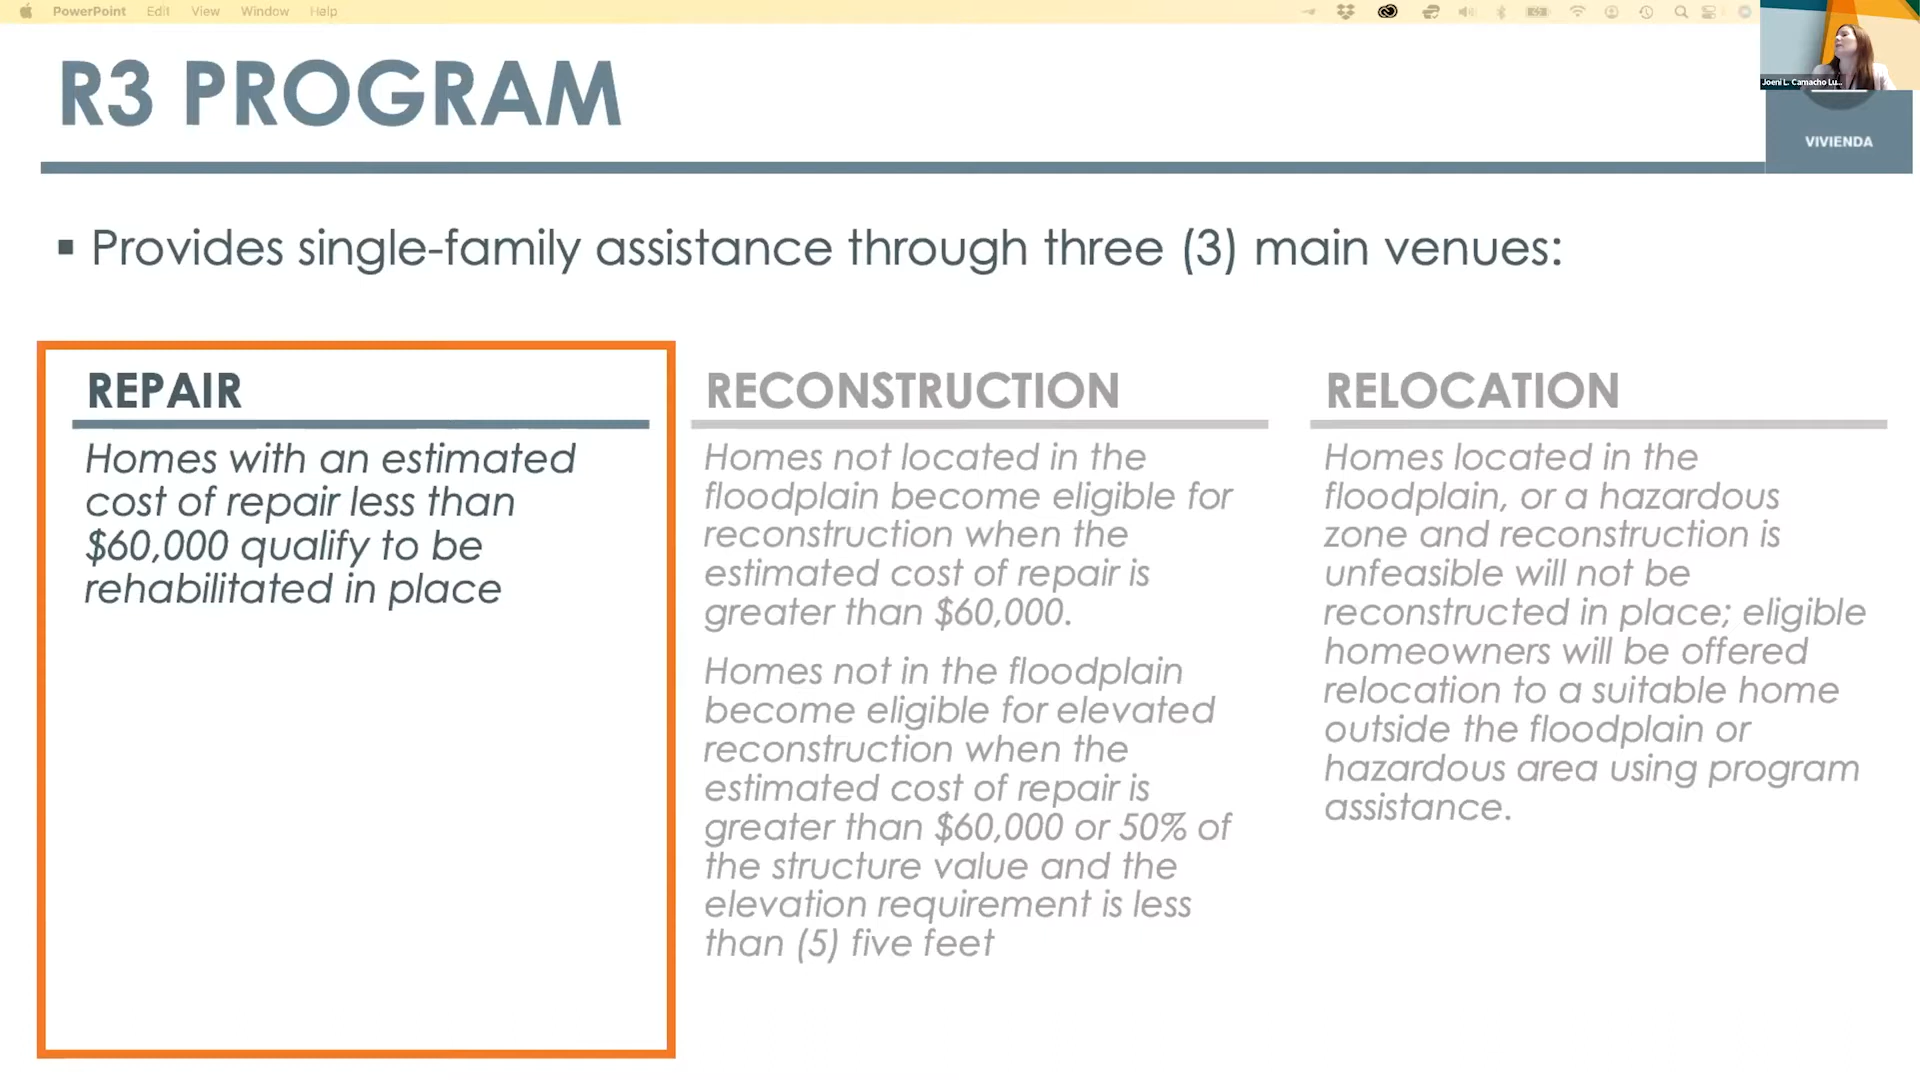 PowerPoint Edit View Window Help
Joeni L. Camacho Lu...
R3 PROGRAM
VIVIENDA
▪ Provides single-family assistance through three (3) main venues:
REPAIR
Homes with an estimated
cost of repair less than
$60,000 qualify to be
rehabilitated in place
RECONSTRUCTION
Homes not located in the
floodplain become eligible for
reconstruction when the
estimated cost of repair is
greater than $60,000.
Homes not in the floodplain
become eligible for elevated
reconstruction when the
estimated cost of repair is
greater than $60,000 or 50% of
the structure value and the
elevation requirement is less
than (5) five feet
RELOCATION
Homes located in the
floodplain, or a hazardous
zone and reconstruction is
unfeasible will not be
reconstructed in place; eligible
homeowners will be offered
relocation to a suitable home
outside the floodplain or
hazardous area using program
assistance.